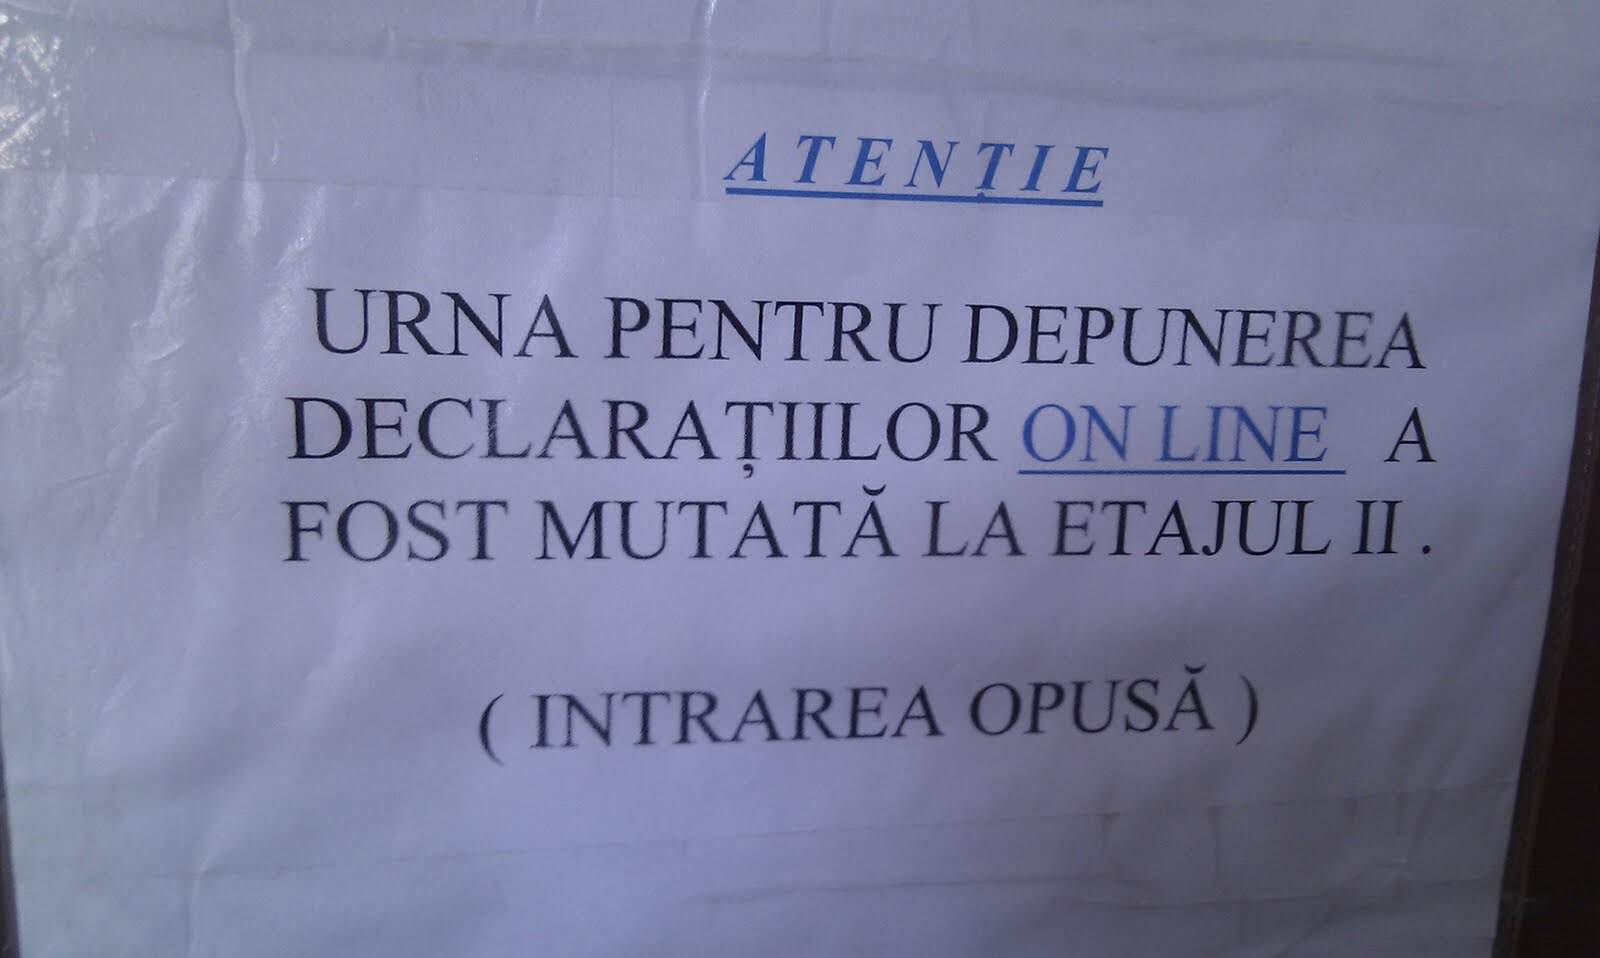 ATENȚIE
URNA PENTRU DEPUNEREA
DECLARAȚIILOR ON LINE A
FOST MUTATĂ LA ETAJUL II .
( INTRAREA OPUSĂ )